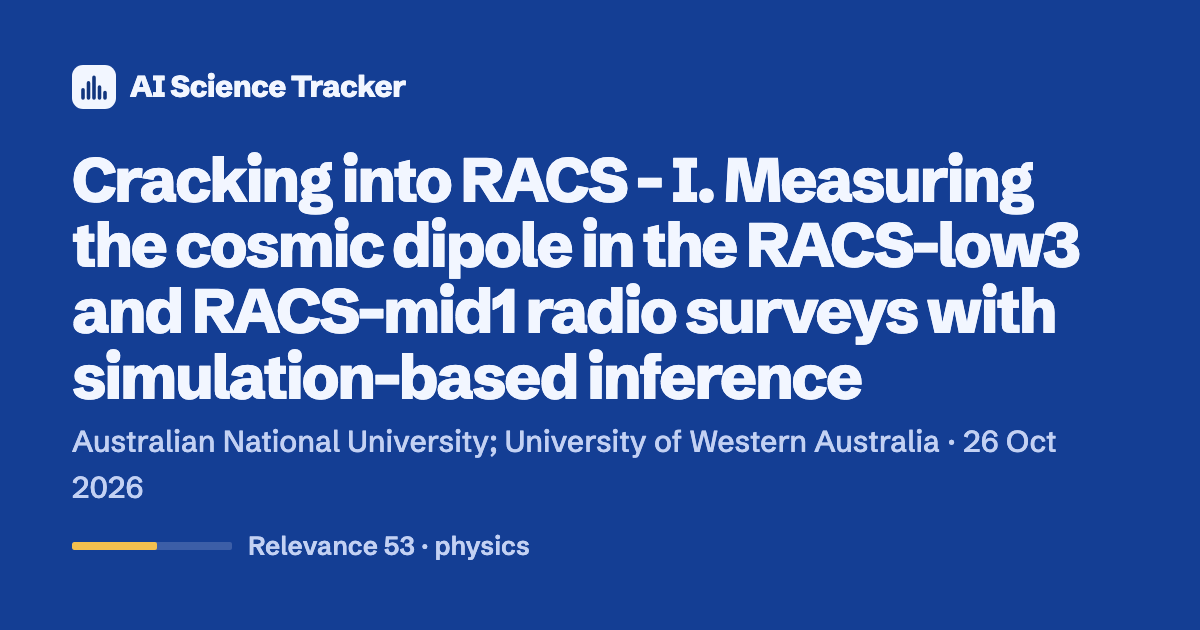 AI Science Tracker
Cracking into RACS - I. Measuring
the cosmic dipole in the RACS-low3
and RACS-mid1 radio surveys with
simulation-based inference
Australian National University; University of Western Australia · 26 Oct
2026
Relevance 53 · physics